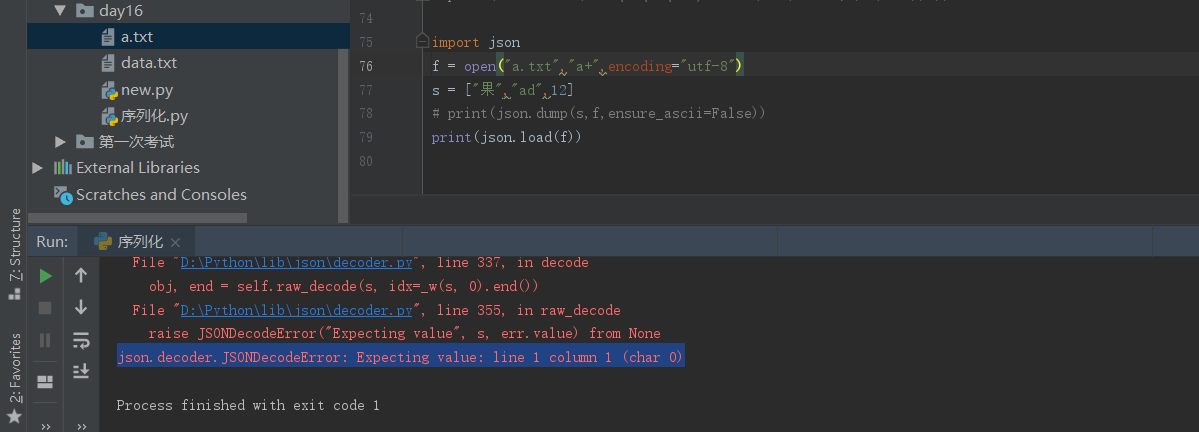 day16
a.txt
data.txt
new.py
序列化.py
第一次考试
External Libraries
Scratches and Consoles
74
75 import json
76 f = open("a.txt","a+",encoding="utf-8")
77 s = ["果","ad",12]
78 # print(json.dump(s,f,ensure_ascii=False))
79 print(json.load(f))
80
Z: Structure
2: Favorites
Run: 序列化 ×
File "D:\Python\lib\json\decoder.py", line 337, in decode
obj, end = self.raw_decode(s, idx=_w(s, 0).end())
File "D:\Python\lib\json\decoder.py", line 355, in raw_decode
raise JSONDecodeError("Expecting value", s, err.value) from None
json.decoder.JSONDecodeError: Expecting value: line 1 column 1 (char 0)
Process finished with exit code 1